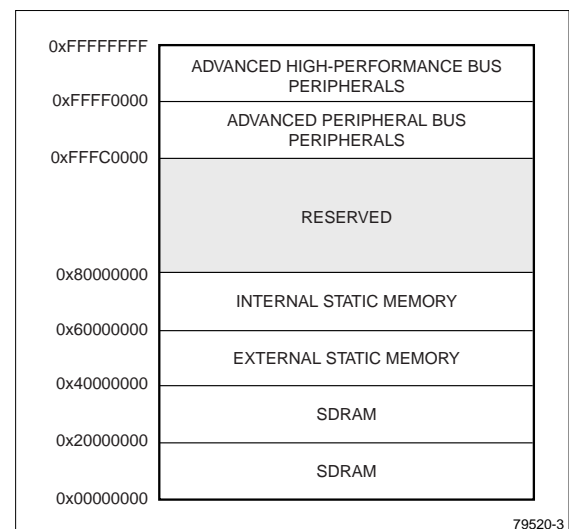 0xFFFFFFFF
ADVANCED HIGH-PERFORMANCE BUS
PERIPHERALS
0xFFFF0000
ADVANCED PERIPHERAL BUS
PERIPHERALS
0xFFFC0000
RESERVED
0x80000000
INTERNAL STATIC MEMORY
0x60000000
EXTERNAL STATIC MEMORY
0x40000000
SDRAM
0x20000000
SDRAM
0x00000000
79520-3